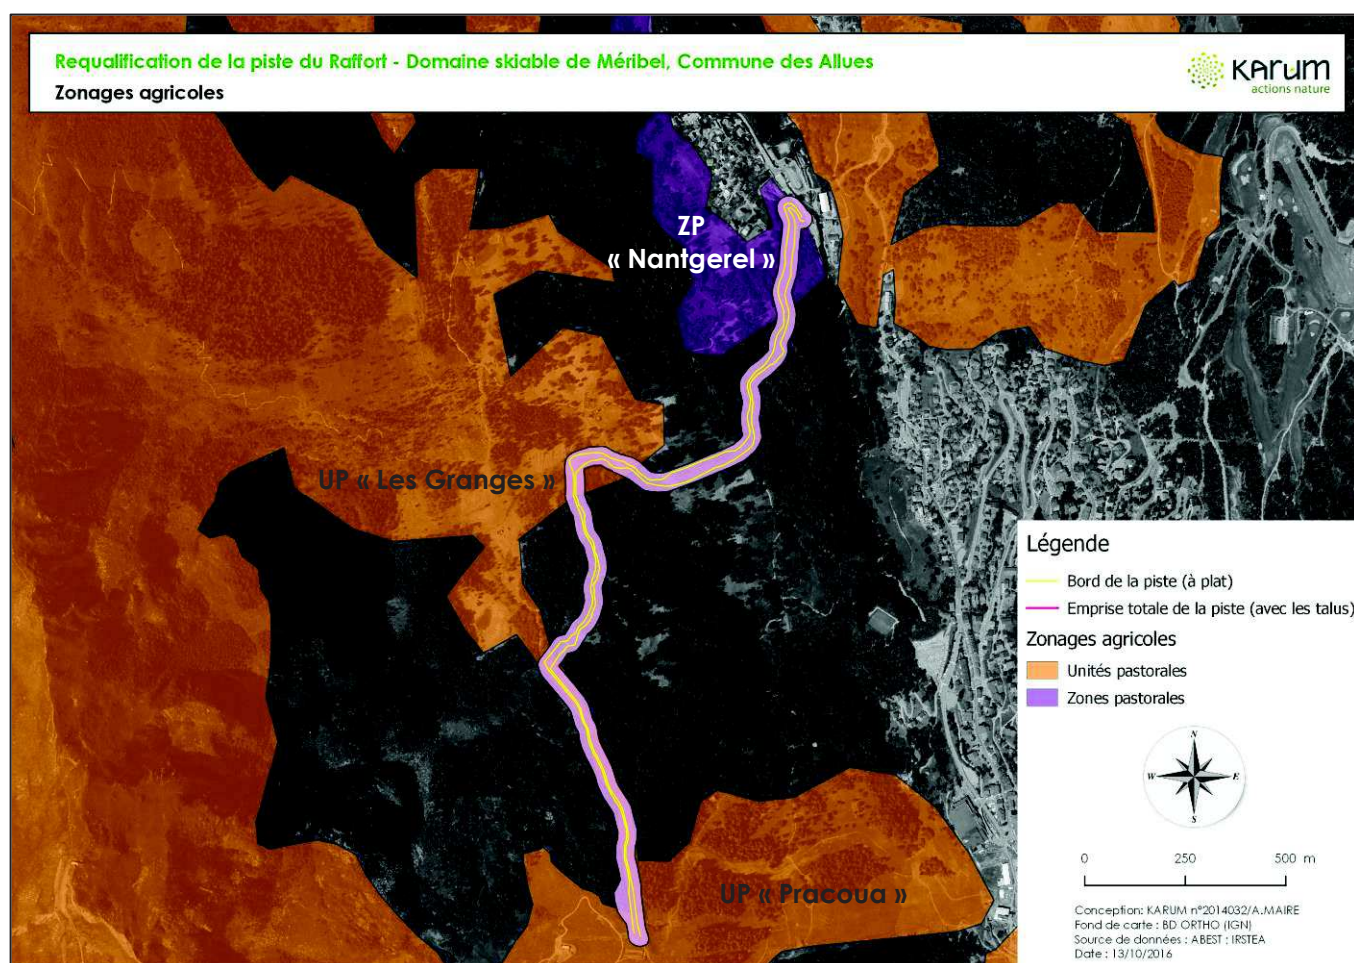 Requalification de la piste du Raffort - Domaine skiable de Méribel, Commune des Allues
Zonages agricoles
KARUM
actions nature
ZP
« Nantgerel »
UP « Les Granges »
UP « Pracoua »
Légende
Bord de la piste (à plat)
Emprise totale de la piste (avec les talus)
Zonages agricoles
Unités pastorales
Zones pastorales
N
W E
S
0 250 500 m
Conception: KARUM n°2014032/A.MAIRE
Fond de carte : BD ORTHO (IGN)
Source de données : ABEST ; IRSTEA
Date : 13/10/2016